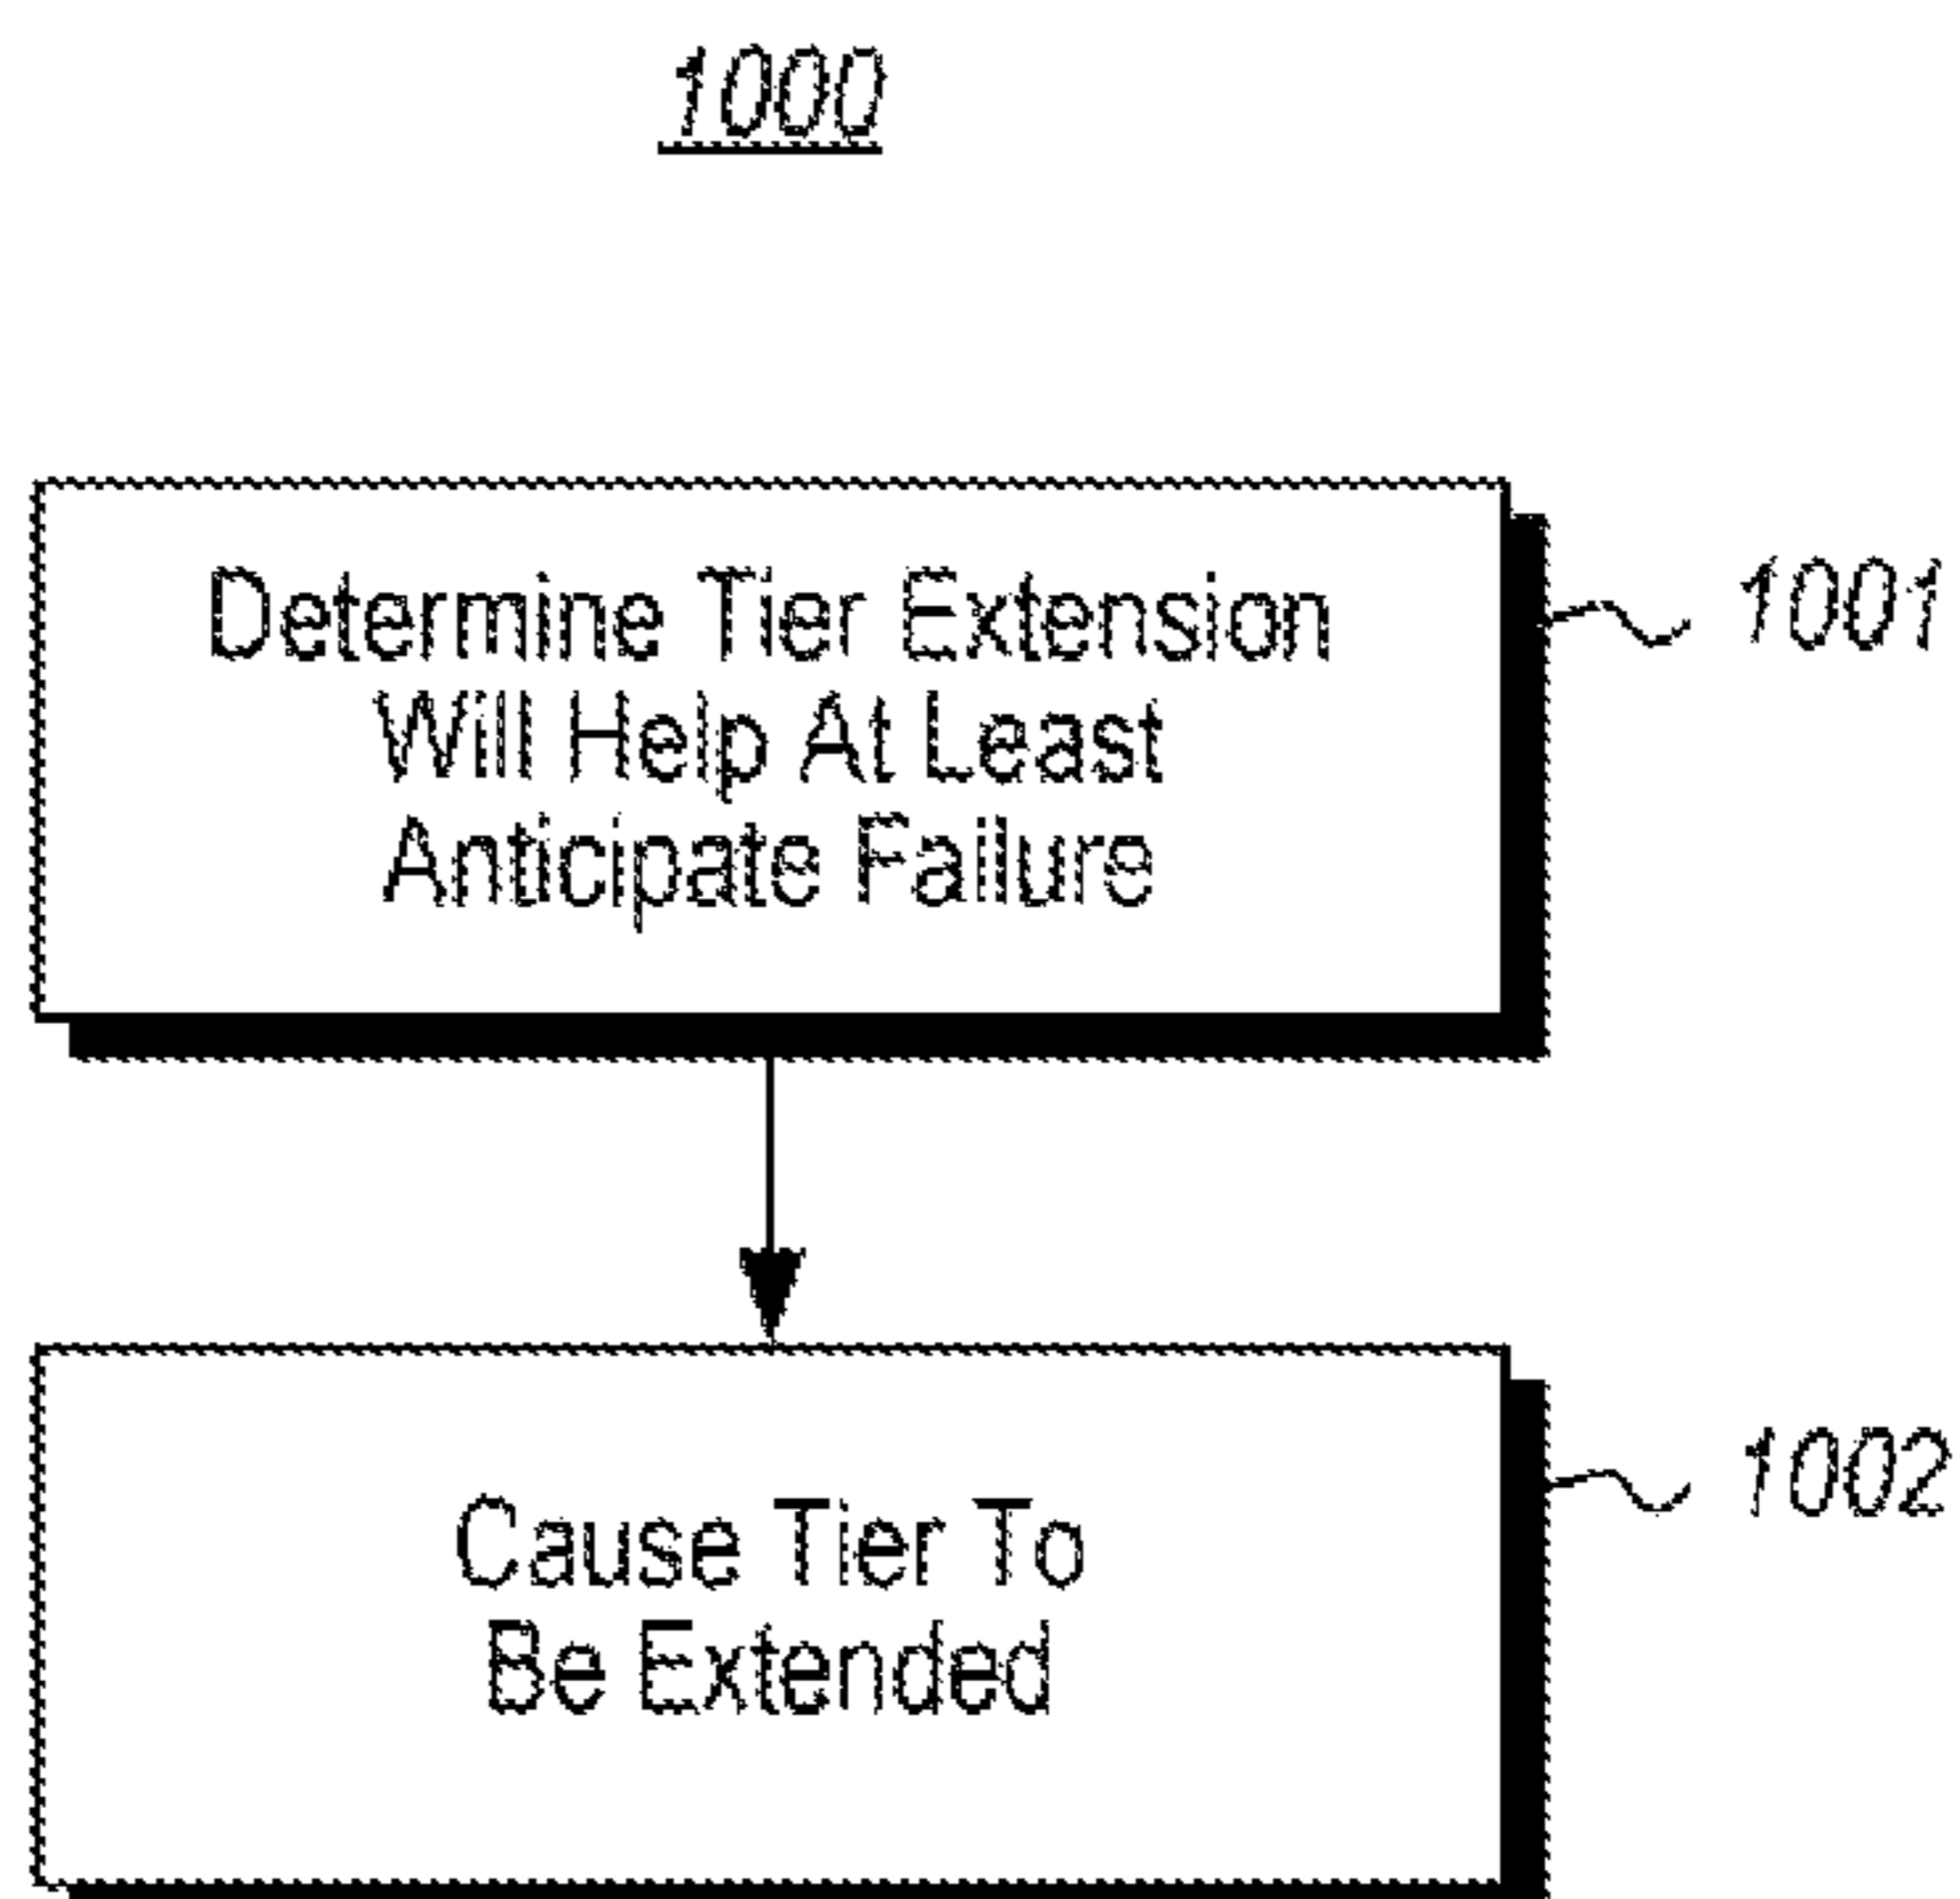 1000
Determine Tier Extension
Will Help At Least
Anticipate Failure
1001
Cause Tier To
Be Extended
1002